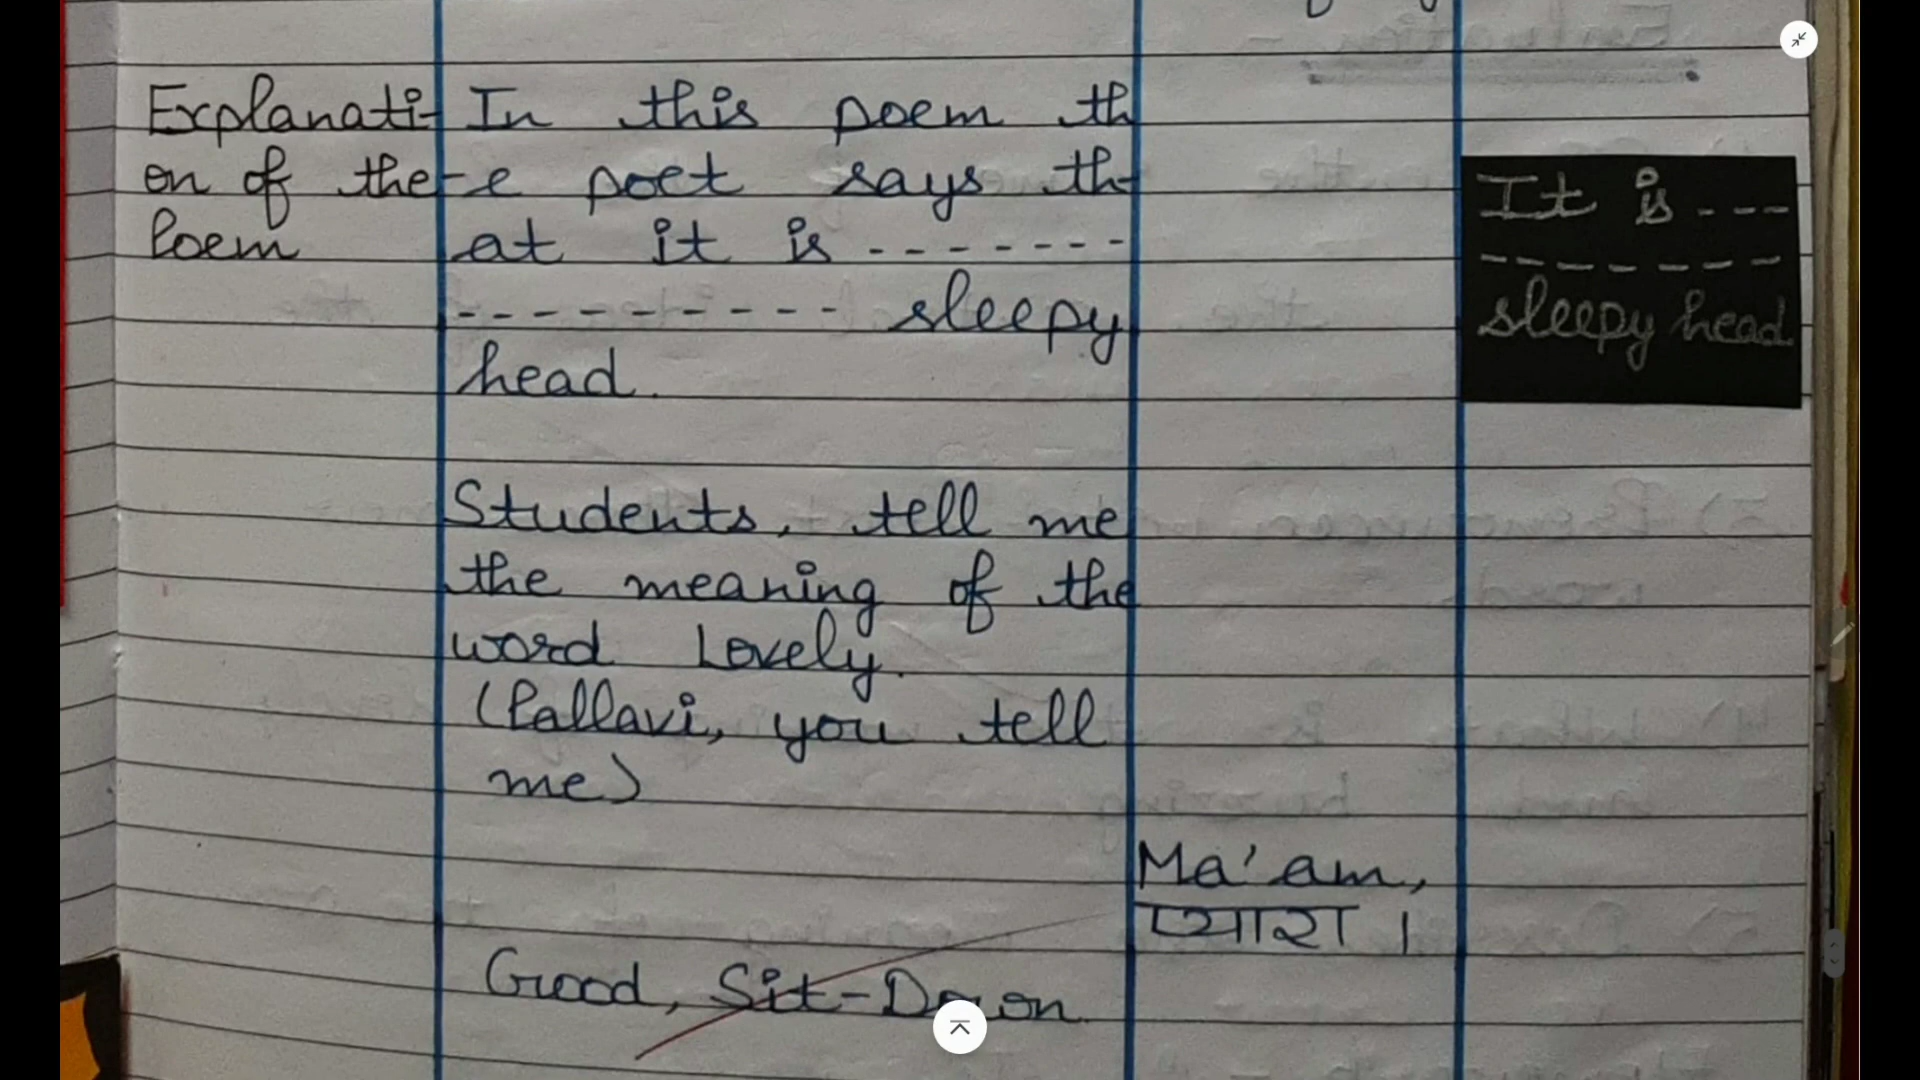 Explanati-
on of the
Poem
In this poem th
-e poet says th-
at it is - - - - - - -
- - - - - - - - - - sleepy
head.
Students, tell me
the meaning of the
word Lovely.
(Pallavi, you tell
me)
Ma'am,
प्यारा ।
Good, Sit-Down.
It is - - -
- - - - - - -
sleepy head